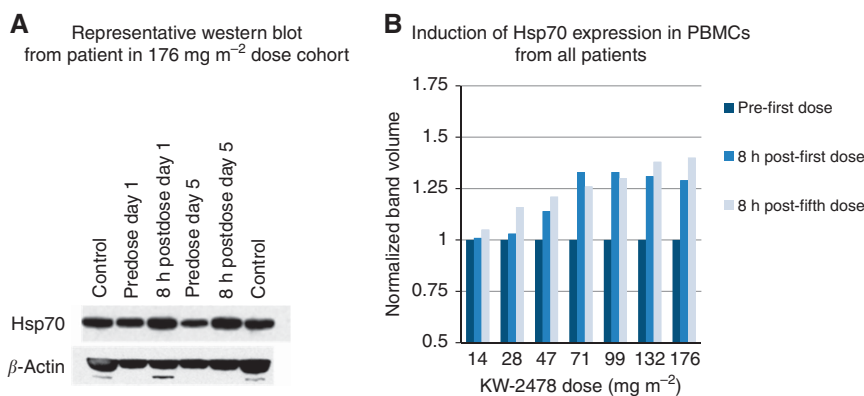 A
Representative western blot
from patient in 176 mg m−2 dose cohort
Control
Predose day 1
8 h postdose day 1
Predose day 5
8 h postdose day 5
Control
Hsp70
β-Actin
B
Induction of Hsp70 expression in PBMCs
from all patients
Normalized band volume
1.75
1.5
1.25
1
0.75
0.5
14 28 47 71 99 132 176
KW-2478 dose (mg m−2)
Pre-first dose
8 h post-first dose
8 h post-fifth dose